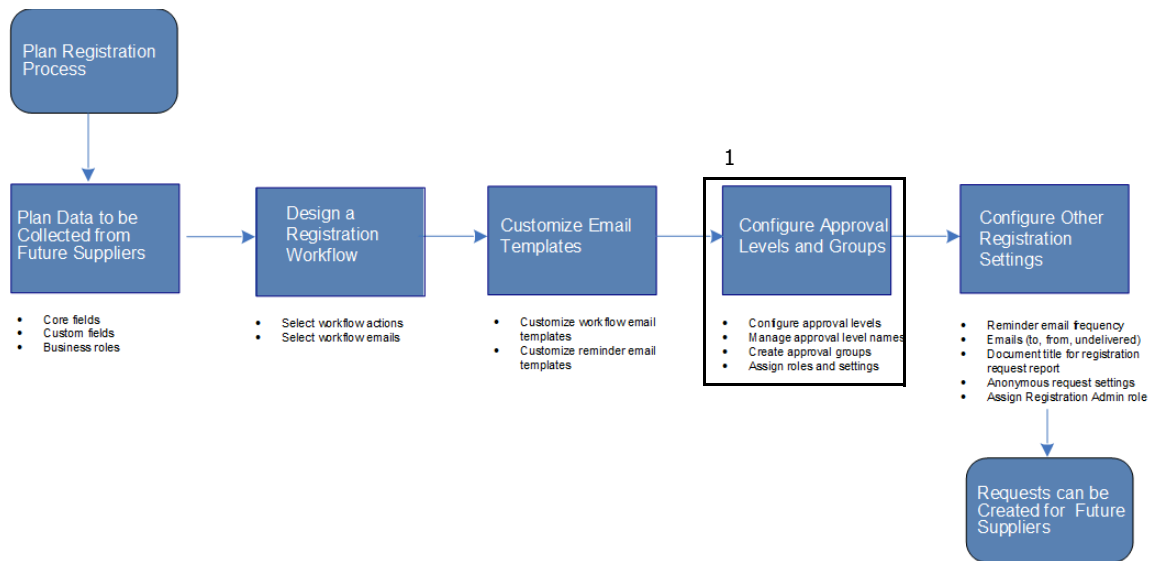 Plan Registration
Process
1
Plan Data to be
Collected from
Future Suppliers
Design a
Registration
Workflow
Customize Email
Templates
Configure Approval
Levels and Groups
Configure Other
Registration
Settings
• Core fields
• Custom fields
• Business roles
• Select workflow actions
• Select workflow emails
• Customize workflow email
templates
• Customize reminder email
templates
• Configure approval levels
• Manage approval level names
• Create approval groups
• Assign roles and settings
• Reminder email frequency
• Emails (to, from, undelivered)
• Document title for registration
request report
• Anonymous request settings
• Assign Registration Admin role
Requests can be
Created for Future
Suppliers